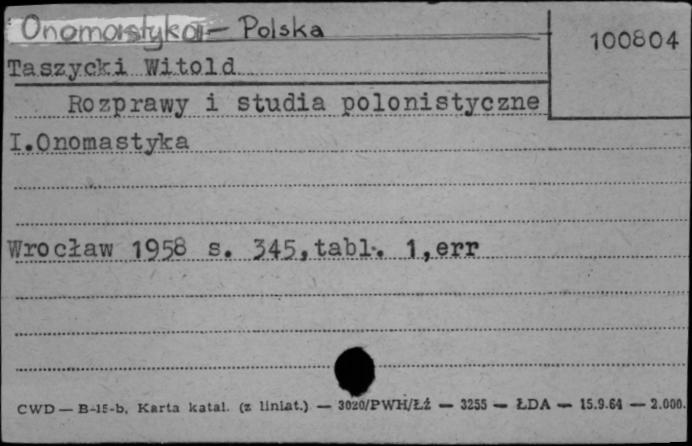 Onomastyka - Polska
100804
Taszycki Witold
Rozprawy i studia polonistyczne
I.Onomastyka
Wrocław 1958 s. 345,tabl. 1,err
CWD — B-15-b, Karta katal. (z liniat.) — 3020/PWH/Łź — 3255 — ŁDA — 15.9.64 — 2.000.